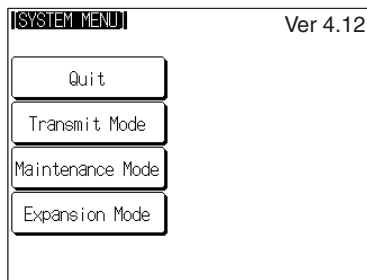 [SYSTEM MENU]
Ver 4.12
Quit
Transmit Mode
Maintenance Mode
Expansion Mode